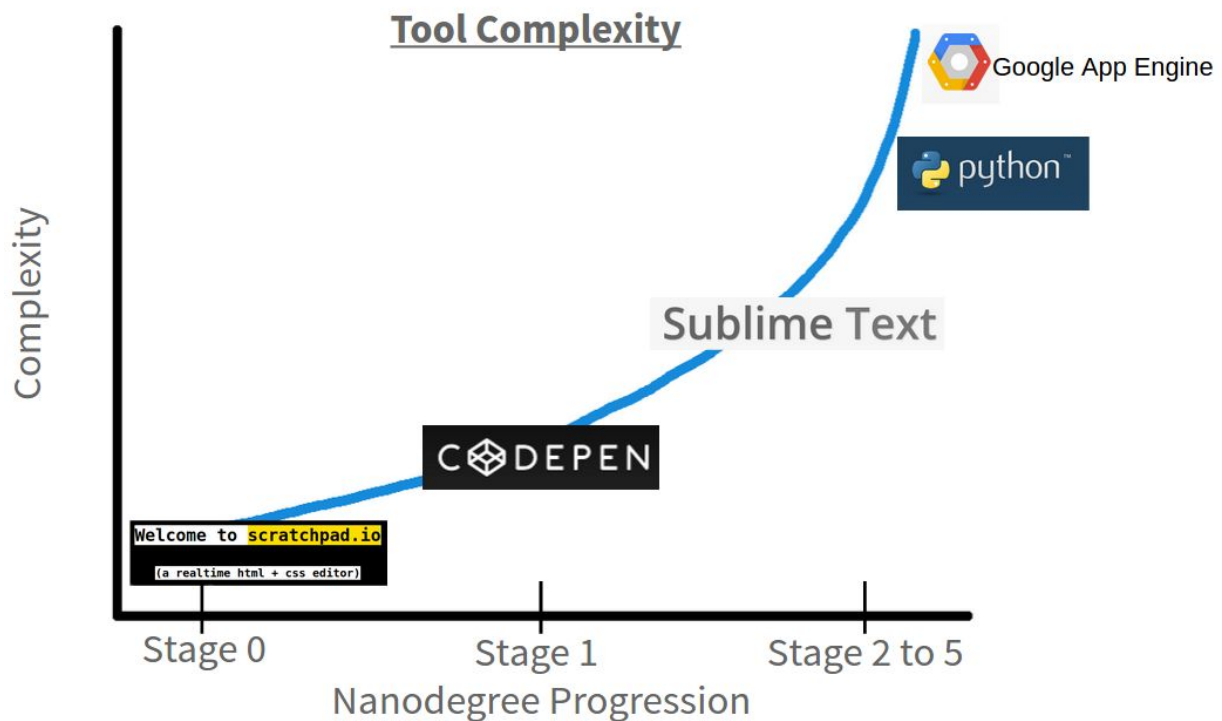 Tool Complexity
Google App Engine
python™
Complexity
Sublime Text
CODEPEN
Welcome to scratchpad.io
(a realtime html + css editor)
Stage 0
Stage 1
Stage 2 to 5
Nanodegree Progression